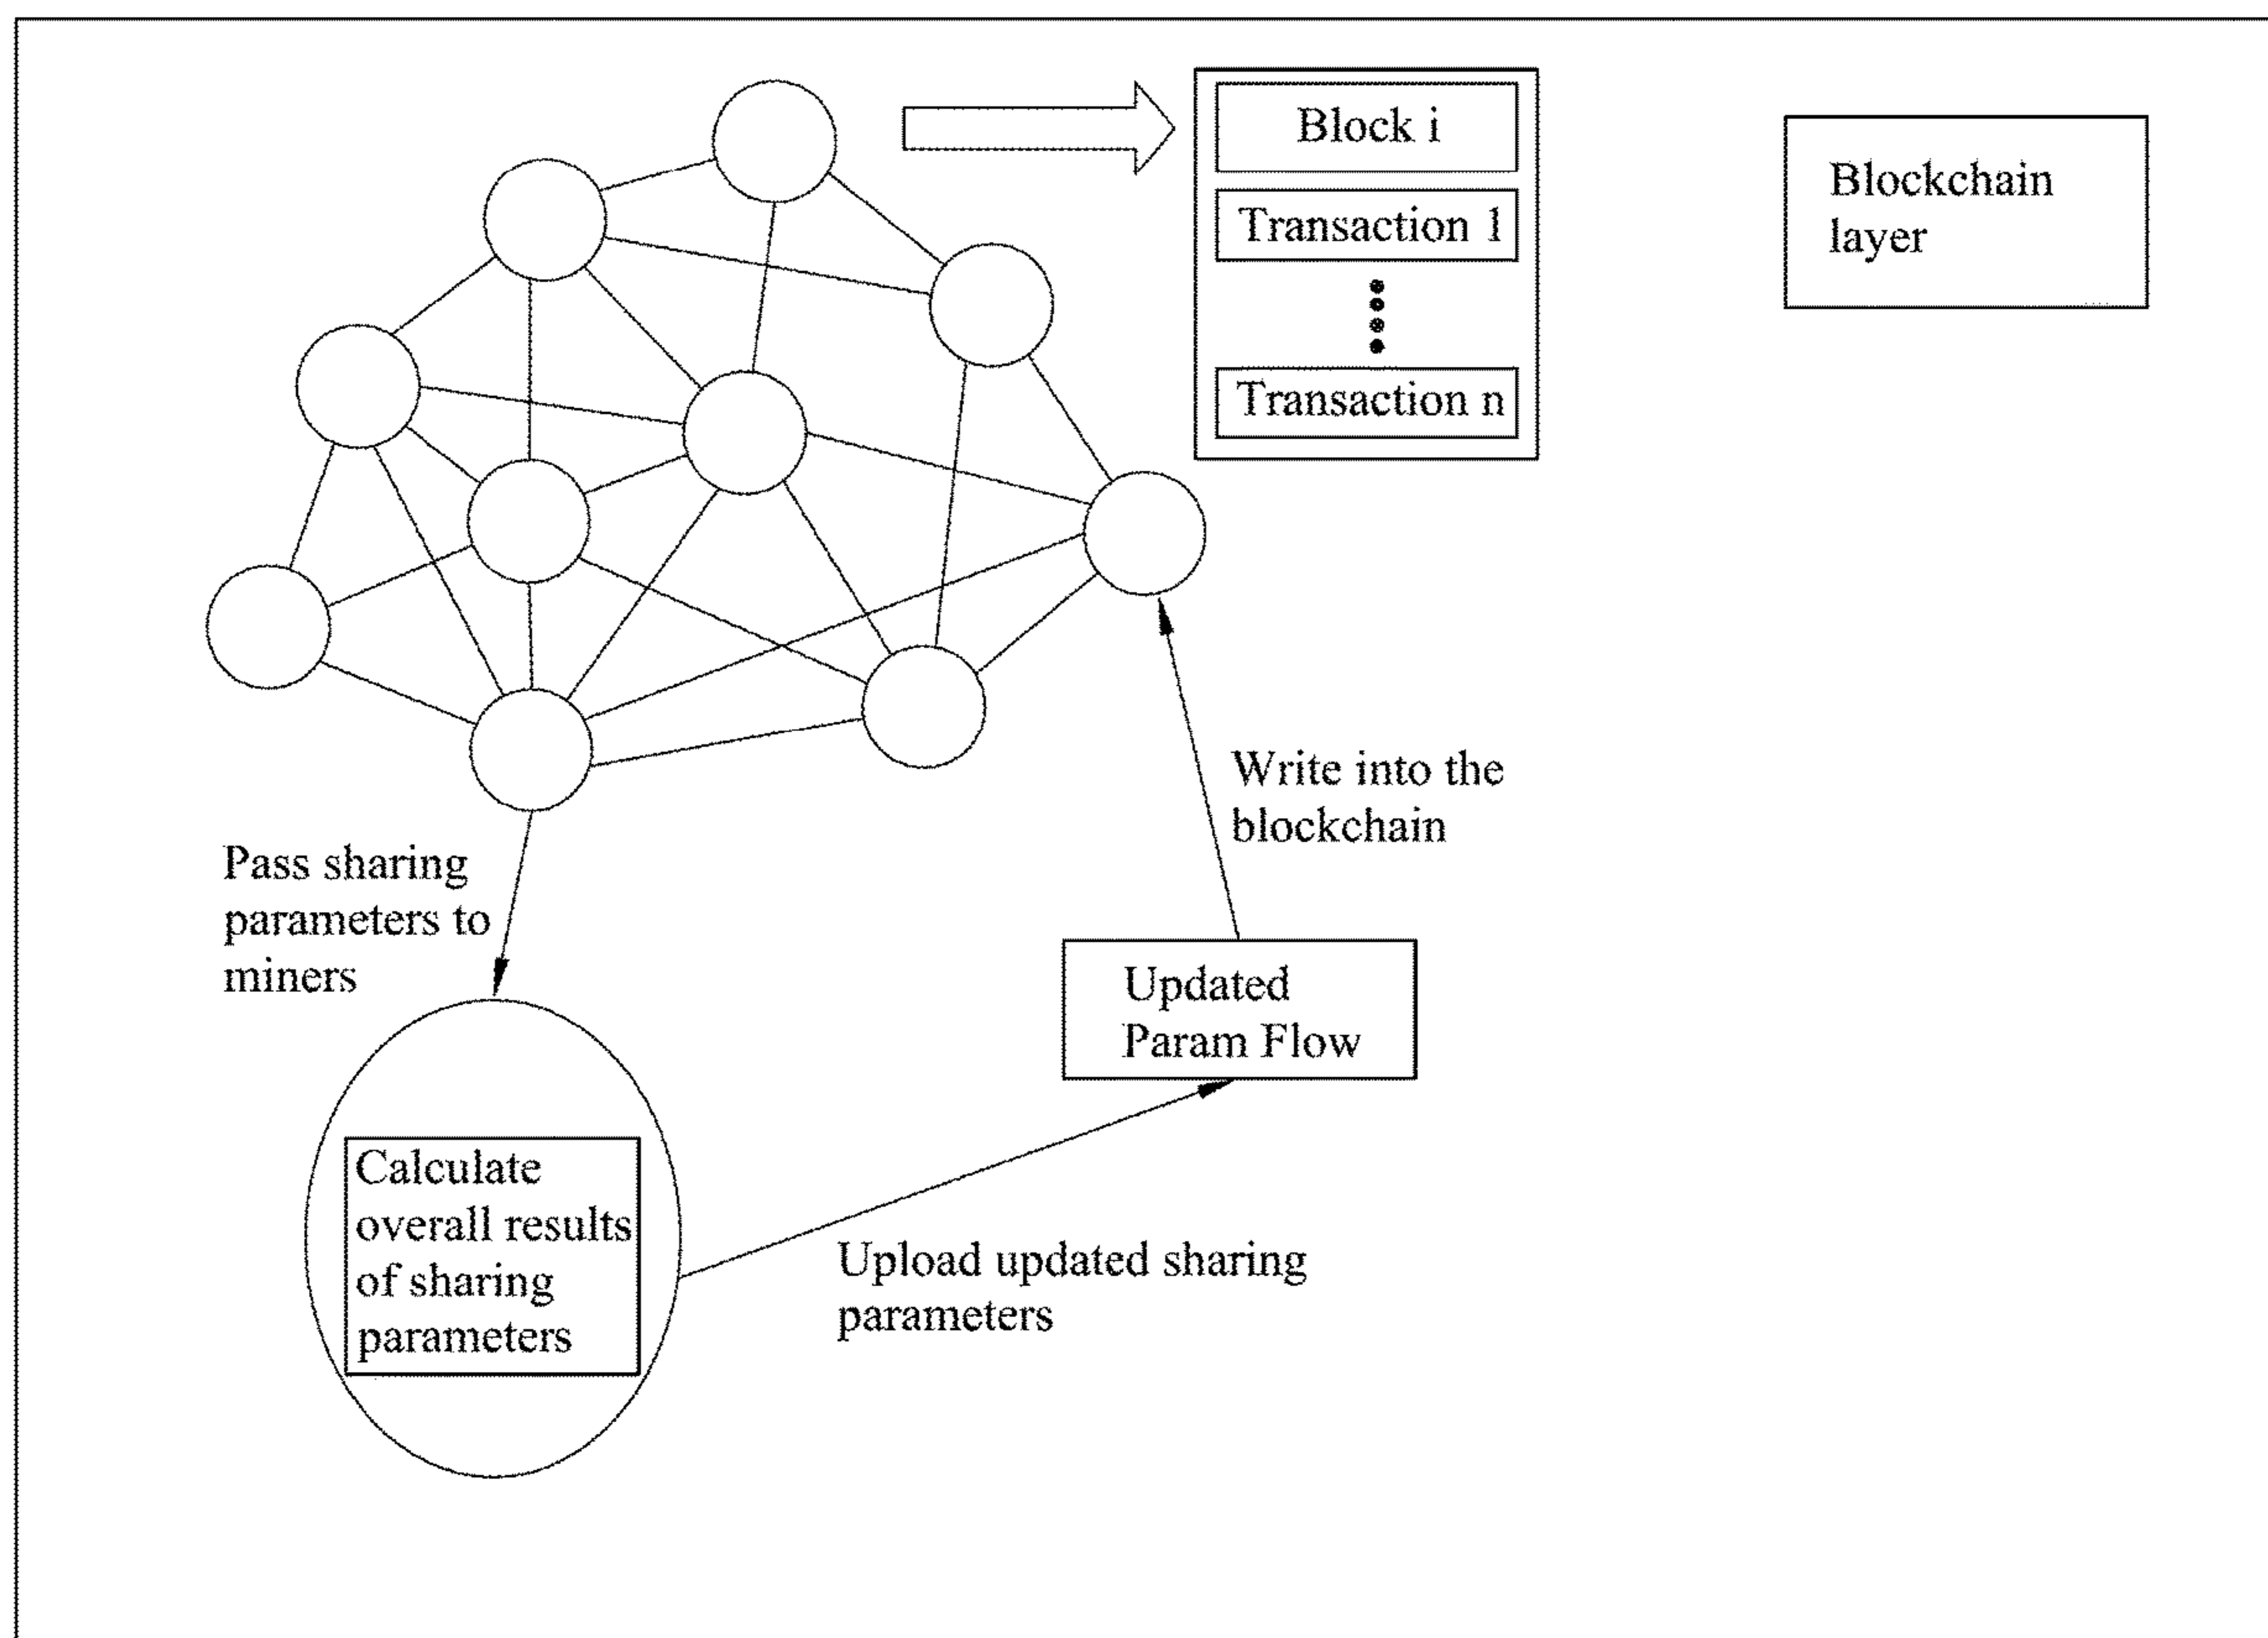 Block i
Transaction 1
Transaction n
Blockchain
layer
Write into the
blockchain
Pass sharing
parameters to
miners
Updated
Param Flow
Calculate
overall results
of sharing
parameters
Upload updated sharing
parameters